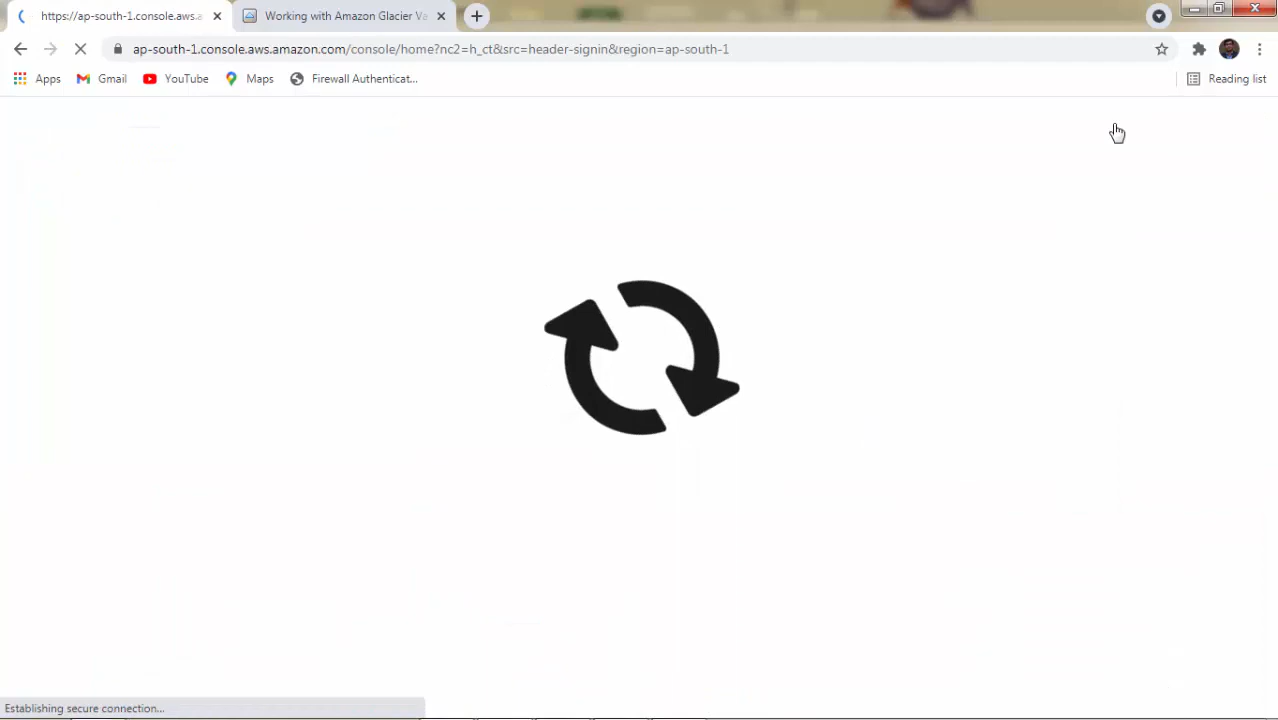 https://ap-south-1.console.aws.a
Working with Amazon Glacier Va
ap-south-1.console.aws.amazon.com/console/home?nc2=h_ct&src=header-signin&region=ap-south-1
Apps Gmail YouTube Maps Firewall Authenticat... Reading list
Establishing secure connection...